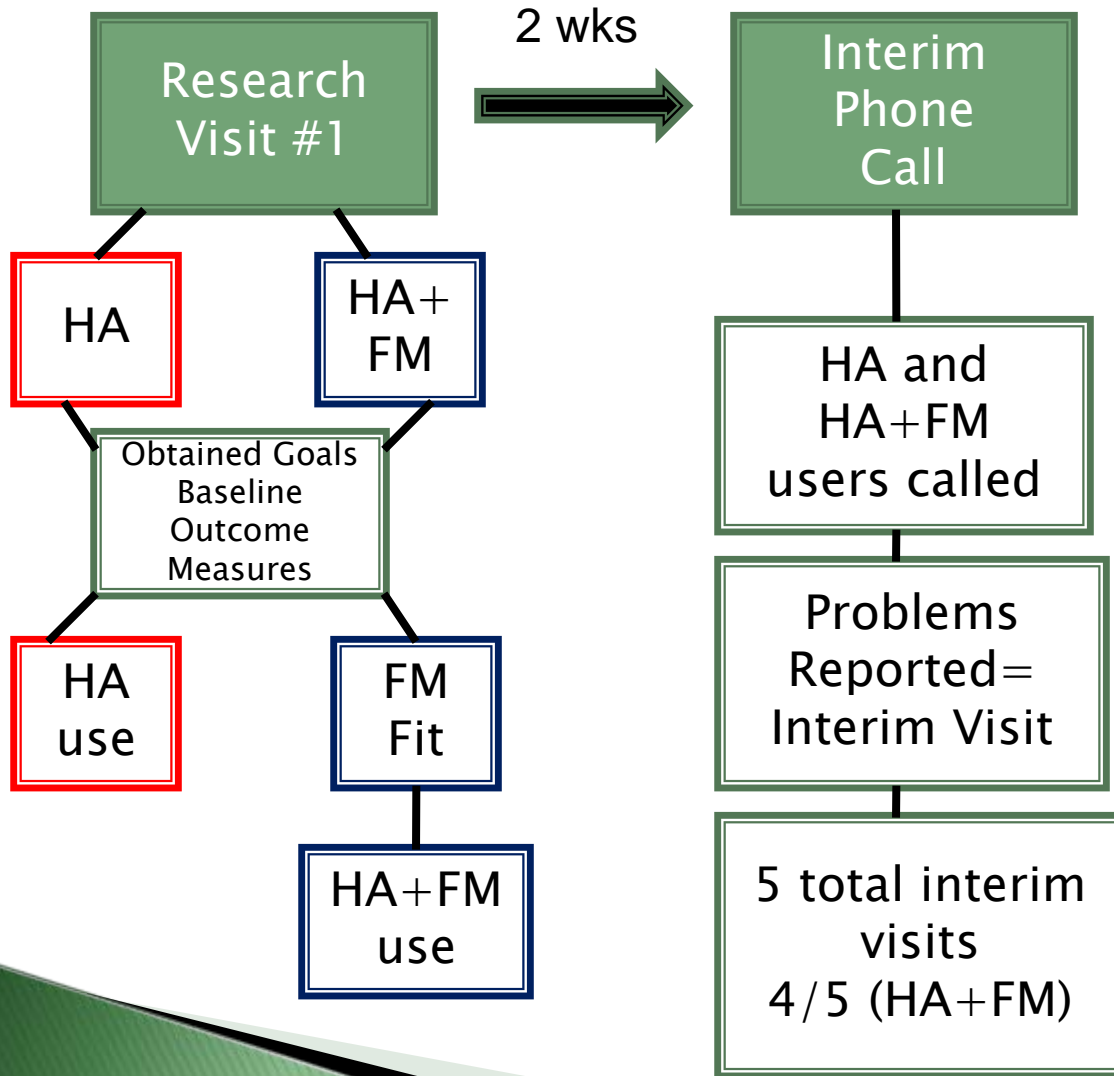 Research
Visit #1
2 wks
Interim
Phone
Call
HA
HA+
FM
Obtained Goals
Baseline
Outcome
Measures
HA
use
FM
Fit
HA+FM
use
HA and
HA+FM
users called
Problems
Reported=
Interim Visit
5 total interim
visits
4/5 (HA+FM)